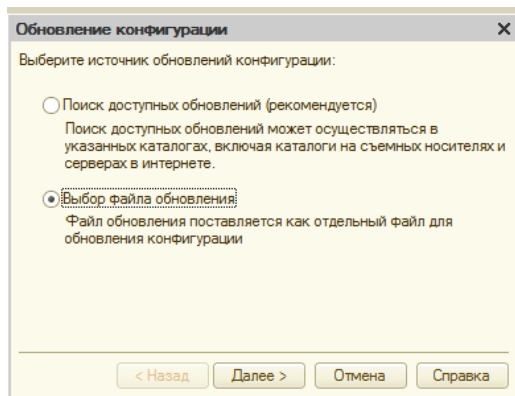 Обновление конфигурации
Выберите источник обновлений конфигурации:
Поиск доступных обновлений (рекомендуется)
Поиск доступных обновлений может осуществляться в
указанных каталогах, включая каталоги на съемных носителях и
серверах в интернете.
Выбор файла обновления
Файл обновления поставляется как отдельный файл для
обновления конфигурации
< Назад Далее > Отмена Справка